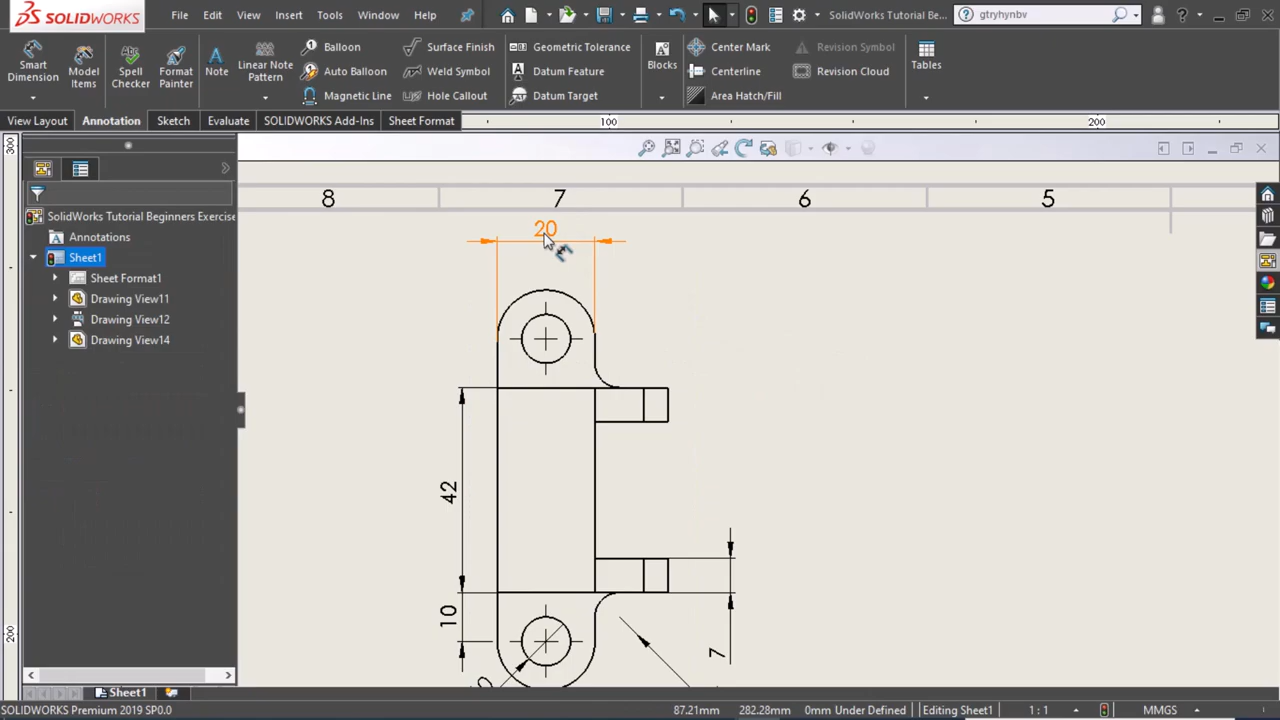 SOLIDWORKS
File Edit View Insert Tools Window Help
SolidWorks Tutorial Be... gtryhynbv
Smart Dimension
Model Items
Spell Checker
Format Painter
Note
Linear Note Pattern
Balloon
Auto Balloon
Magnetic Line
Surface Finish
Weld Symbol
Hole Callout
Geometric Tolerance
Datum Feature
Datum Target
Blocks
Center Mark
Centerline
Area Hatch/Fill
Revision Symbol
Revision Cloud
Tables
View Layout Annotation Sketch Evaluate SOLIDWORKS Add-Ins Sheet Format
100 200
300
8 7 6 5
SolidWorks Tutorial Beginners Exercise
Annotations
Sheet1
Sheet Format1
Drawing View11
Drawing View12
Drawing View14
20
42
10
7
200
Sheet1
SOLIDWORKS Premium 2019 SP0.0 87.21mm 282.28mm 0mm Under Defined Editing Sheet1 1 : 1 MMGS